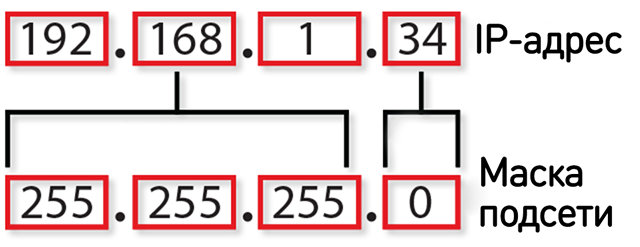 192.168.1.34 IP-адрес
255.255.255.0 Маска
подсети